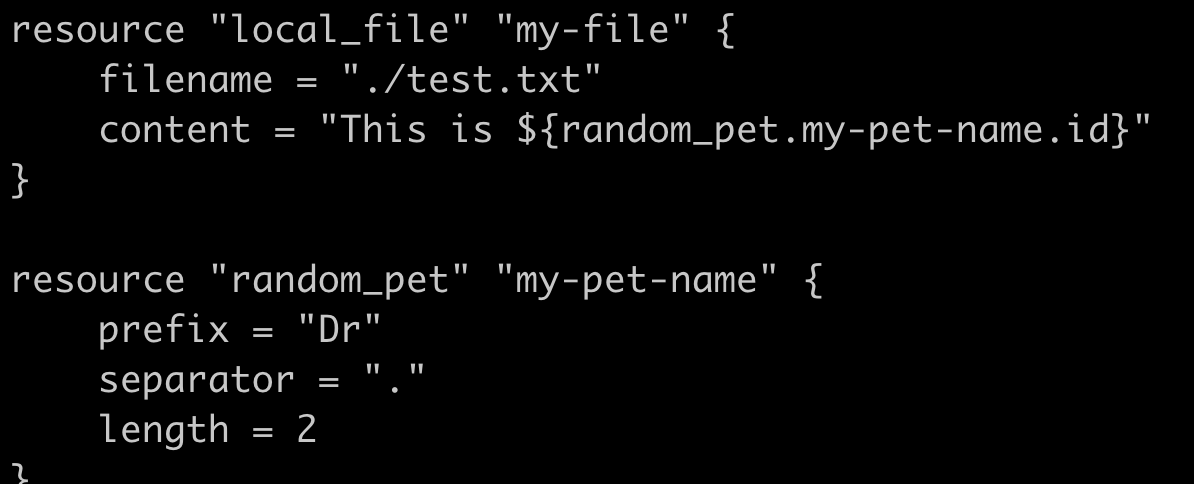 resource "local_file" "my-file" {
    filename = "./test.txt"
    content = "This is ${random_pet.my-pet-name.id}"
}

resource "random_pet" "my-pet-name" {
    prefix = "Dr"
    separator = "."
    length = 2
}